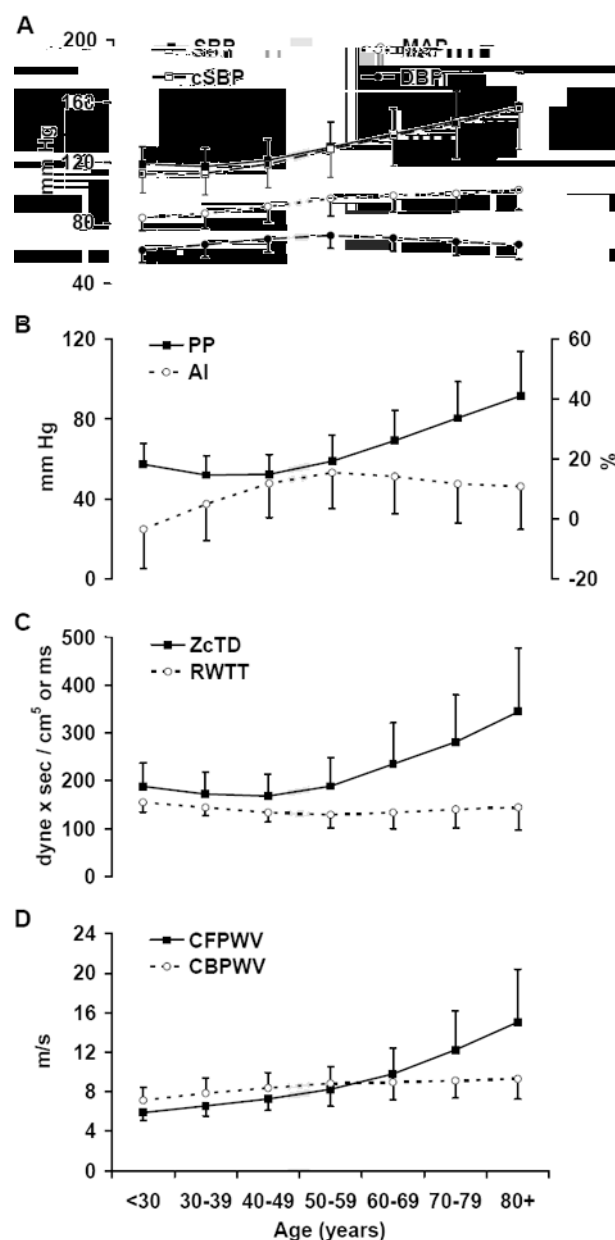 A
200
SBP
MAP
cSBP
DBP
160
120
80
40
mm Hg
B
PP
AI
120
80
40
0
mm Hg
60
40
20
0
-20
%
C
ZcTD
RWTT
500
400
300
200
100
0
dyne x sec / cm⁵ or ms
D
CFPWV
CBPWV
24
20
16
12
8
4
0
m/s
<30 30-39 40-49 50-59 60-69 70-79 80+
Age (years)